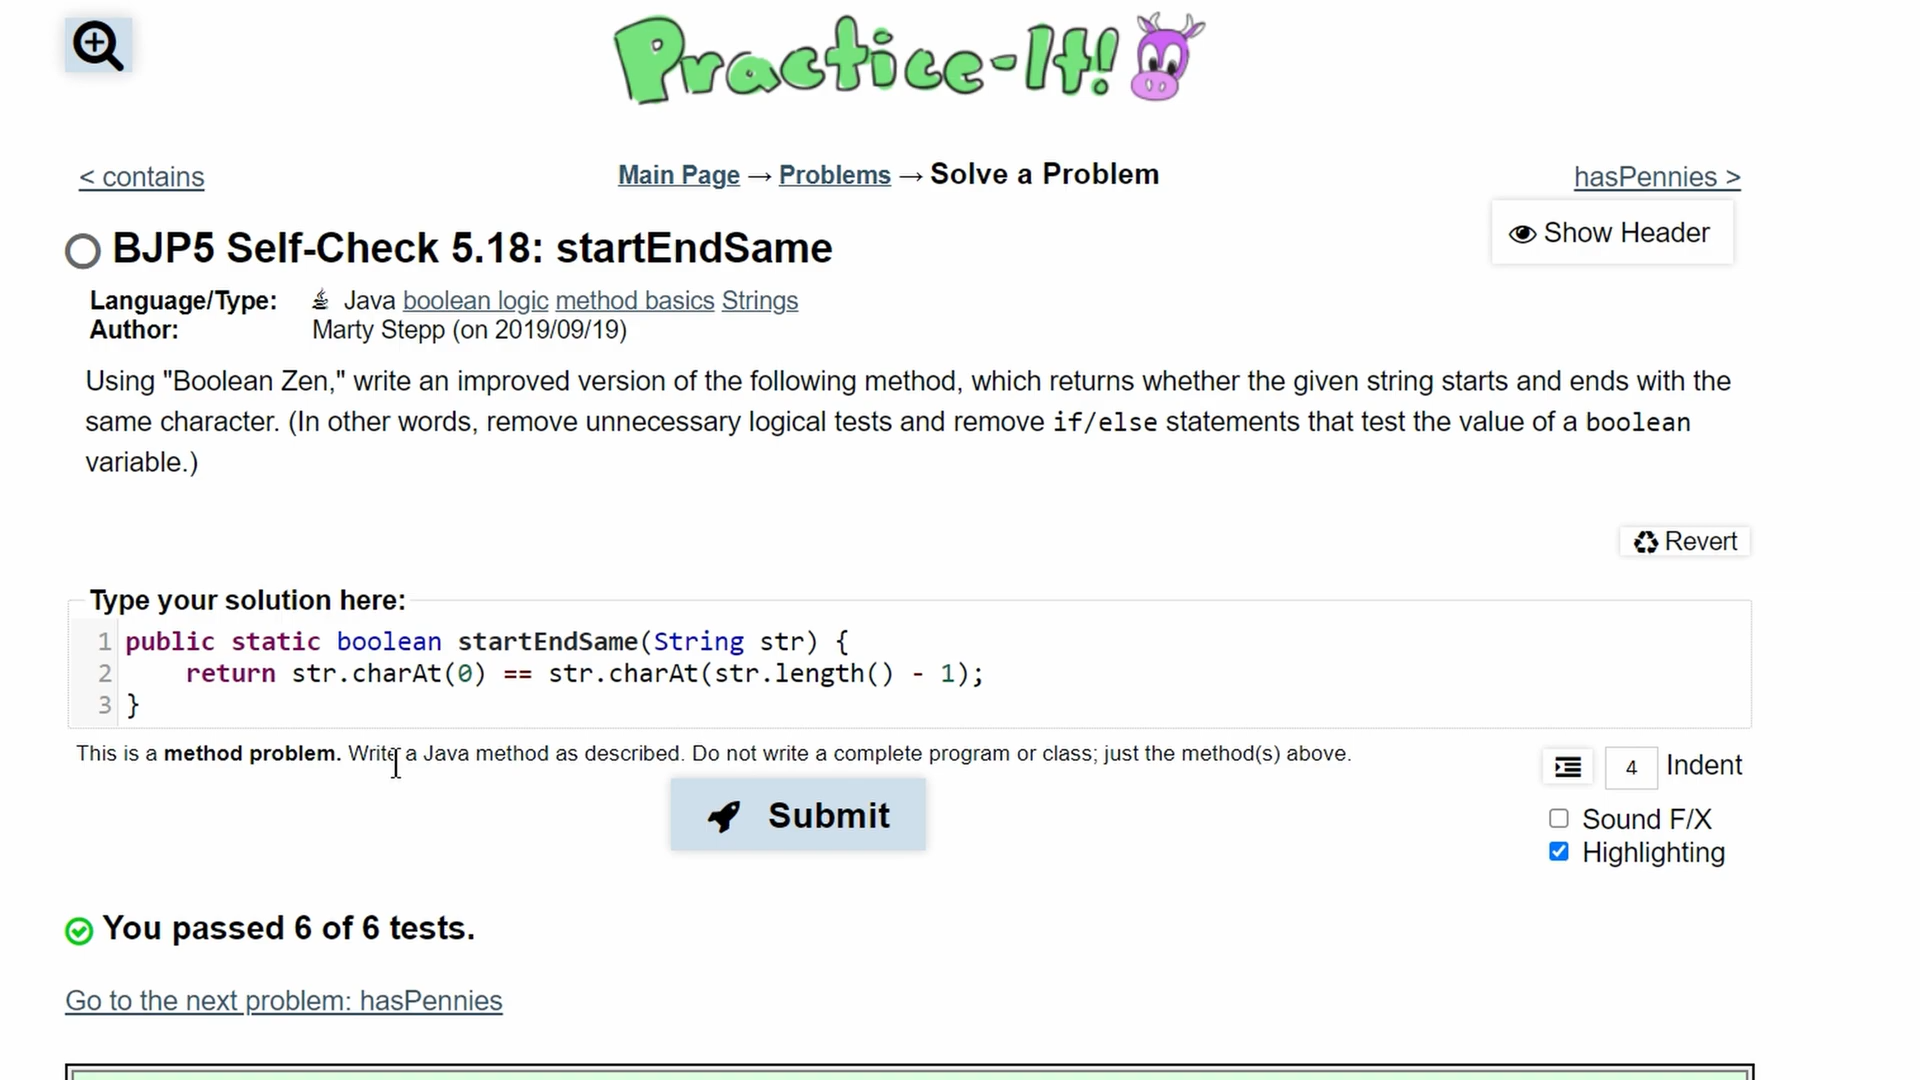 Practice-It!
< contains
Main Page → Problems → Solve a Problem
hasPennies >
Show Header
BJP5 Self-Check 5.18: startEndSame
Language/Type: Java boolean logic method basics Strings
Author: Marty Stepp (on 2019/09/19)
Using "Boolean Zen," write an improved version of the following method, which returns whether the given string starts and ends with the
same character. (In other words, remove unnecessary logical tests and remove if/else statements that test the value of a boolean
variable.)
Revert
Type your solution here:
1 public static boolean startEndSame(String str) {
2     return str.charAt(0) == str.charAt(str.length() - 1);
3 }
This is a method problem. Write a Java method as described. Do not write a complete program or class; just the method(s) above.
4 Indent
Submit
Sound F/X
Highlighting
You passed 6 of 6 tests.
Go to the next problem: hasPennies